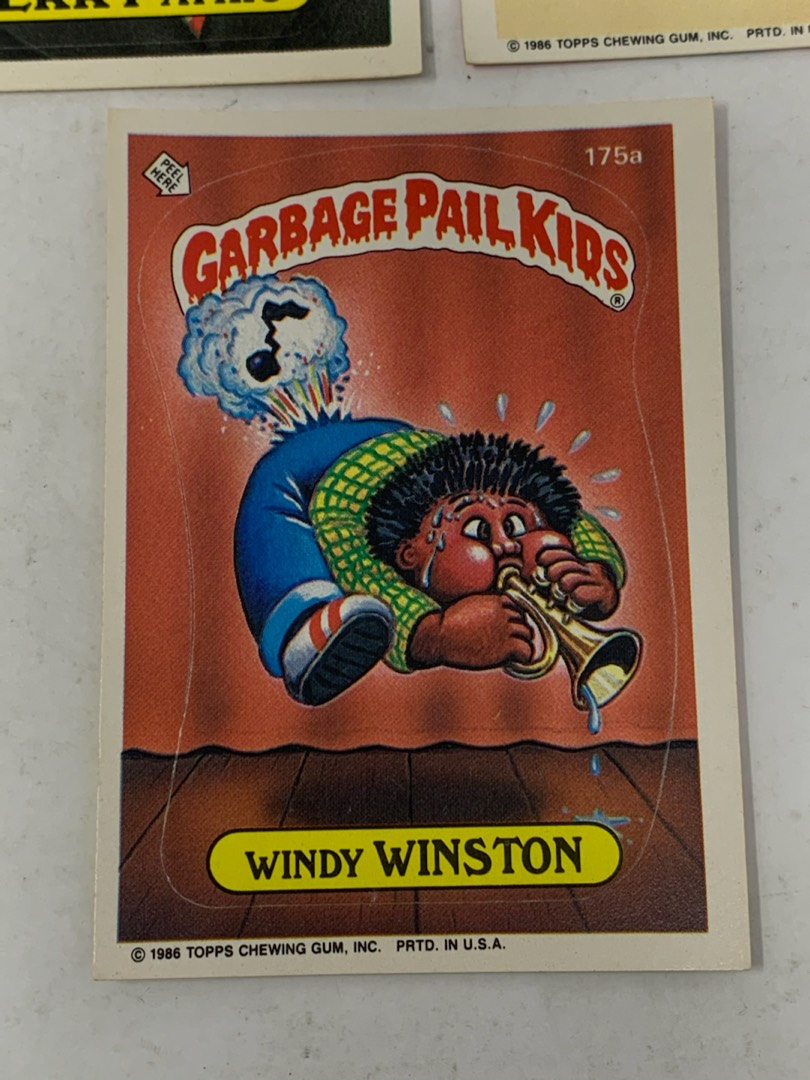 © 1986 TOPPS CHEWING GUM, INC. PRTD. IN
175a
PEEL
HERE
GARBAGE PAIL KIDS
®
WINDY WINSTON
© 1986 TOPPS CHEWING GUM, INC. PRTD. IN U.S.A.